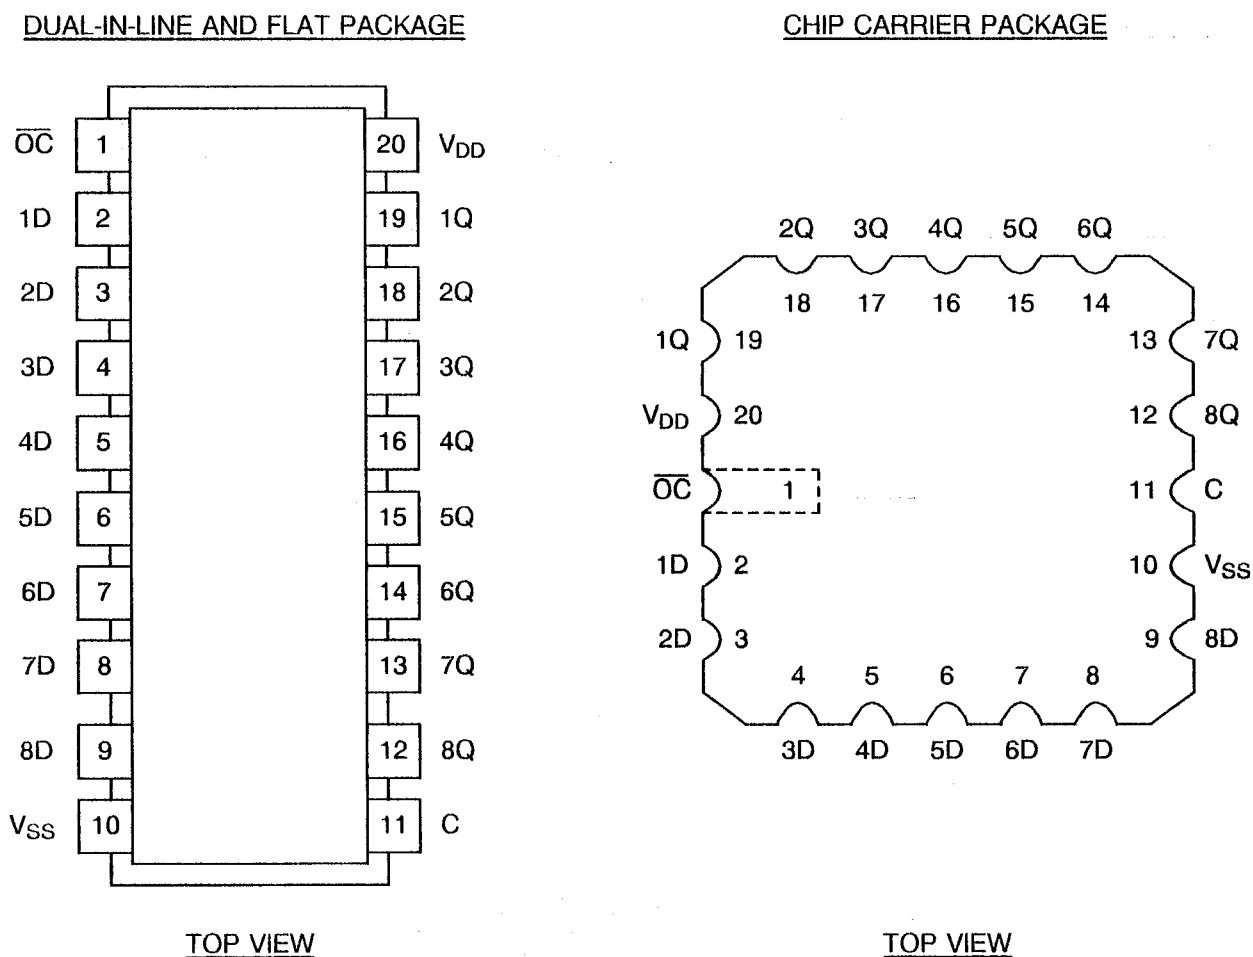 DUAL-IN-LINE AND FLAT PACKAGE
O̅C̅ 1 20 VDD
1D 2 19 1Q
2D 3 18 2Q
3D 4 17 3Q
4D 5 16 4Q
5D 6 15 5Q
6D 7 14 6Q
7D 8 13 7Q
8D 9 12 8Q
VSS 10 11 C
TOP VIEW
CHIP CARRIER PACKAGE
2Q 3Q 4Q 5Q 6Q
18 17 16 15 14
1Q 19 13 7Q
VDD 20 12 8Q
O̅C̅ 1 11 C
1D 2 10 VSS
2D 3 9 8D
4 5 6 7 8
3D 4D 5D 6D 7D
TOP VIEW